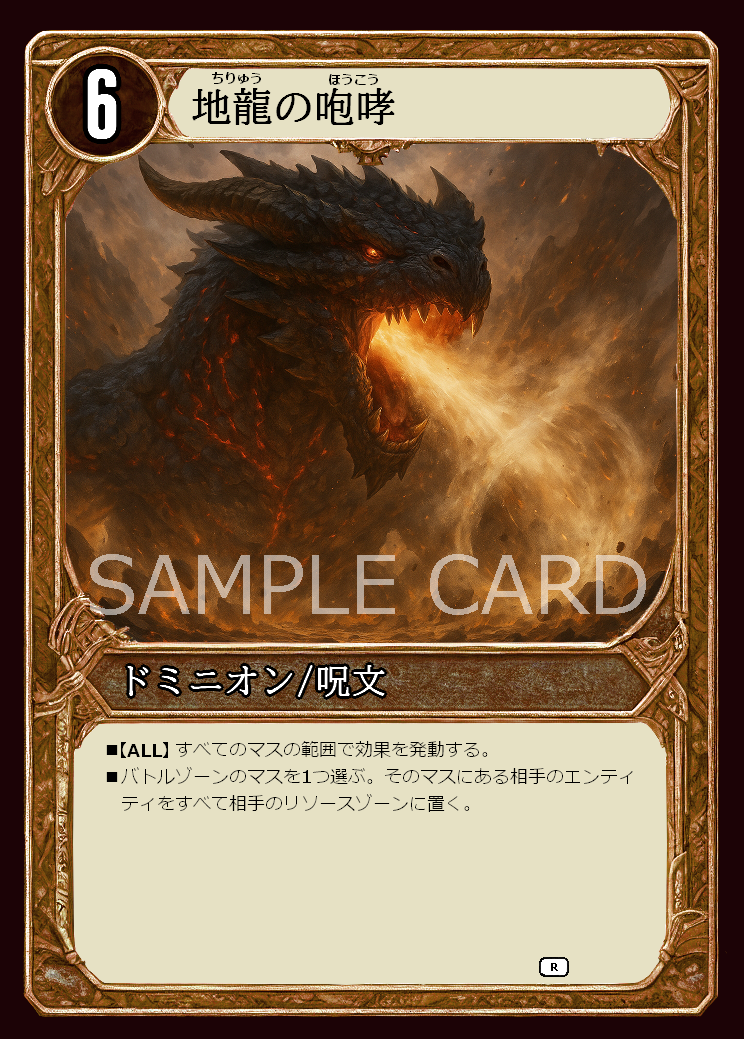 6
ちりゅう ほうこう
地龍の咆哮
SAMPLE CARD
ドミニオン/呪文
■【ALL】すべてのマスの範囲で効果を発動する。
■バトルゾーンのマスを1つ選ぶ。そのマスにある相手のエンティ
ティをすべて相手のリソースゾーンに置く。
R